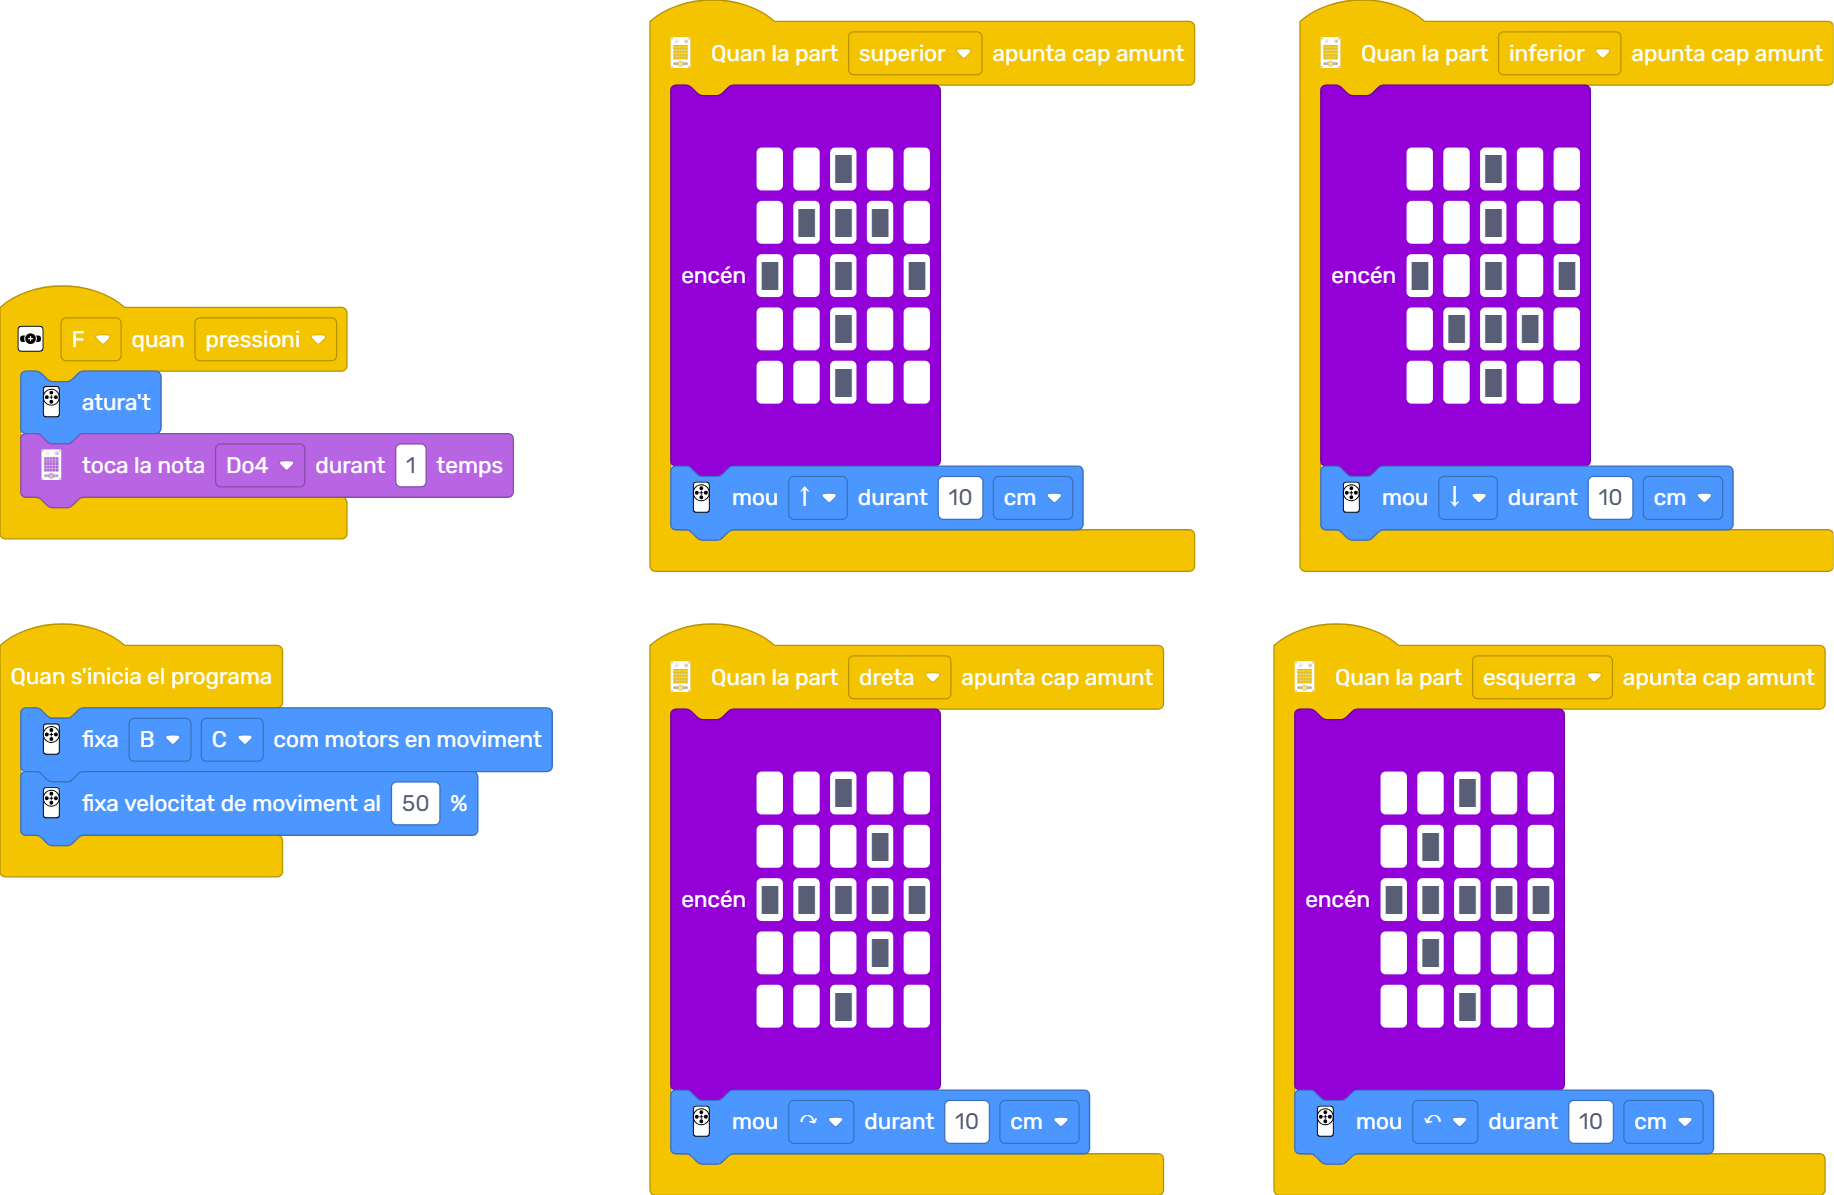 F quan pressioni
atura't
toca la nota Do4 durant 1 temps
Quan s'inicia el programa
fixa B C com motors en moviment
fixa velocitat de moviment al 50 %
Quan la part superior apunta cap amunt
encén
mou ↑ durant 10 cm
Quan la part inferior apunta cap amunt
encén
mou ↓ durant 10 cm
Quan la part dreta apunta cap amunt
encén
mou ↷ durant 10 cm
Quan la part esquerra apunta cap amunt
encén
mou ↶ durant 10 cm